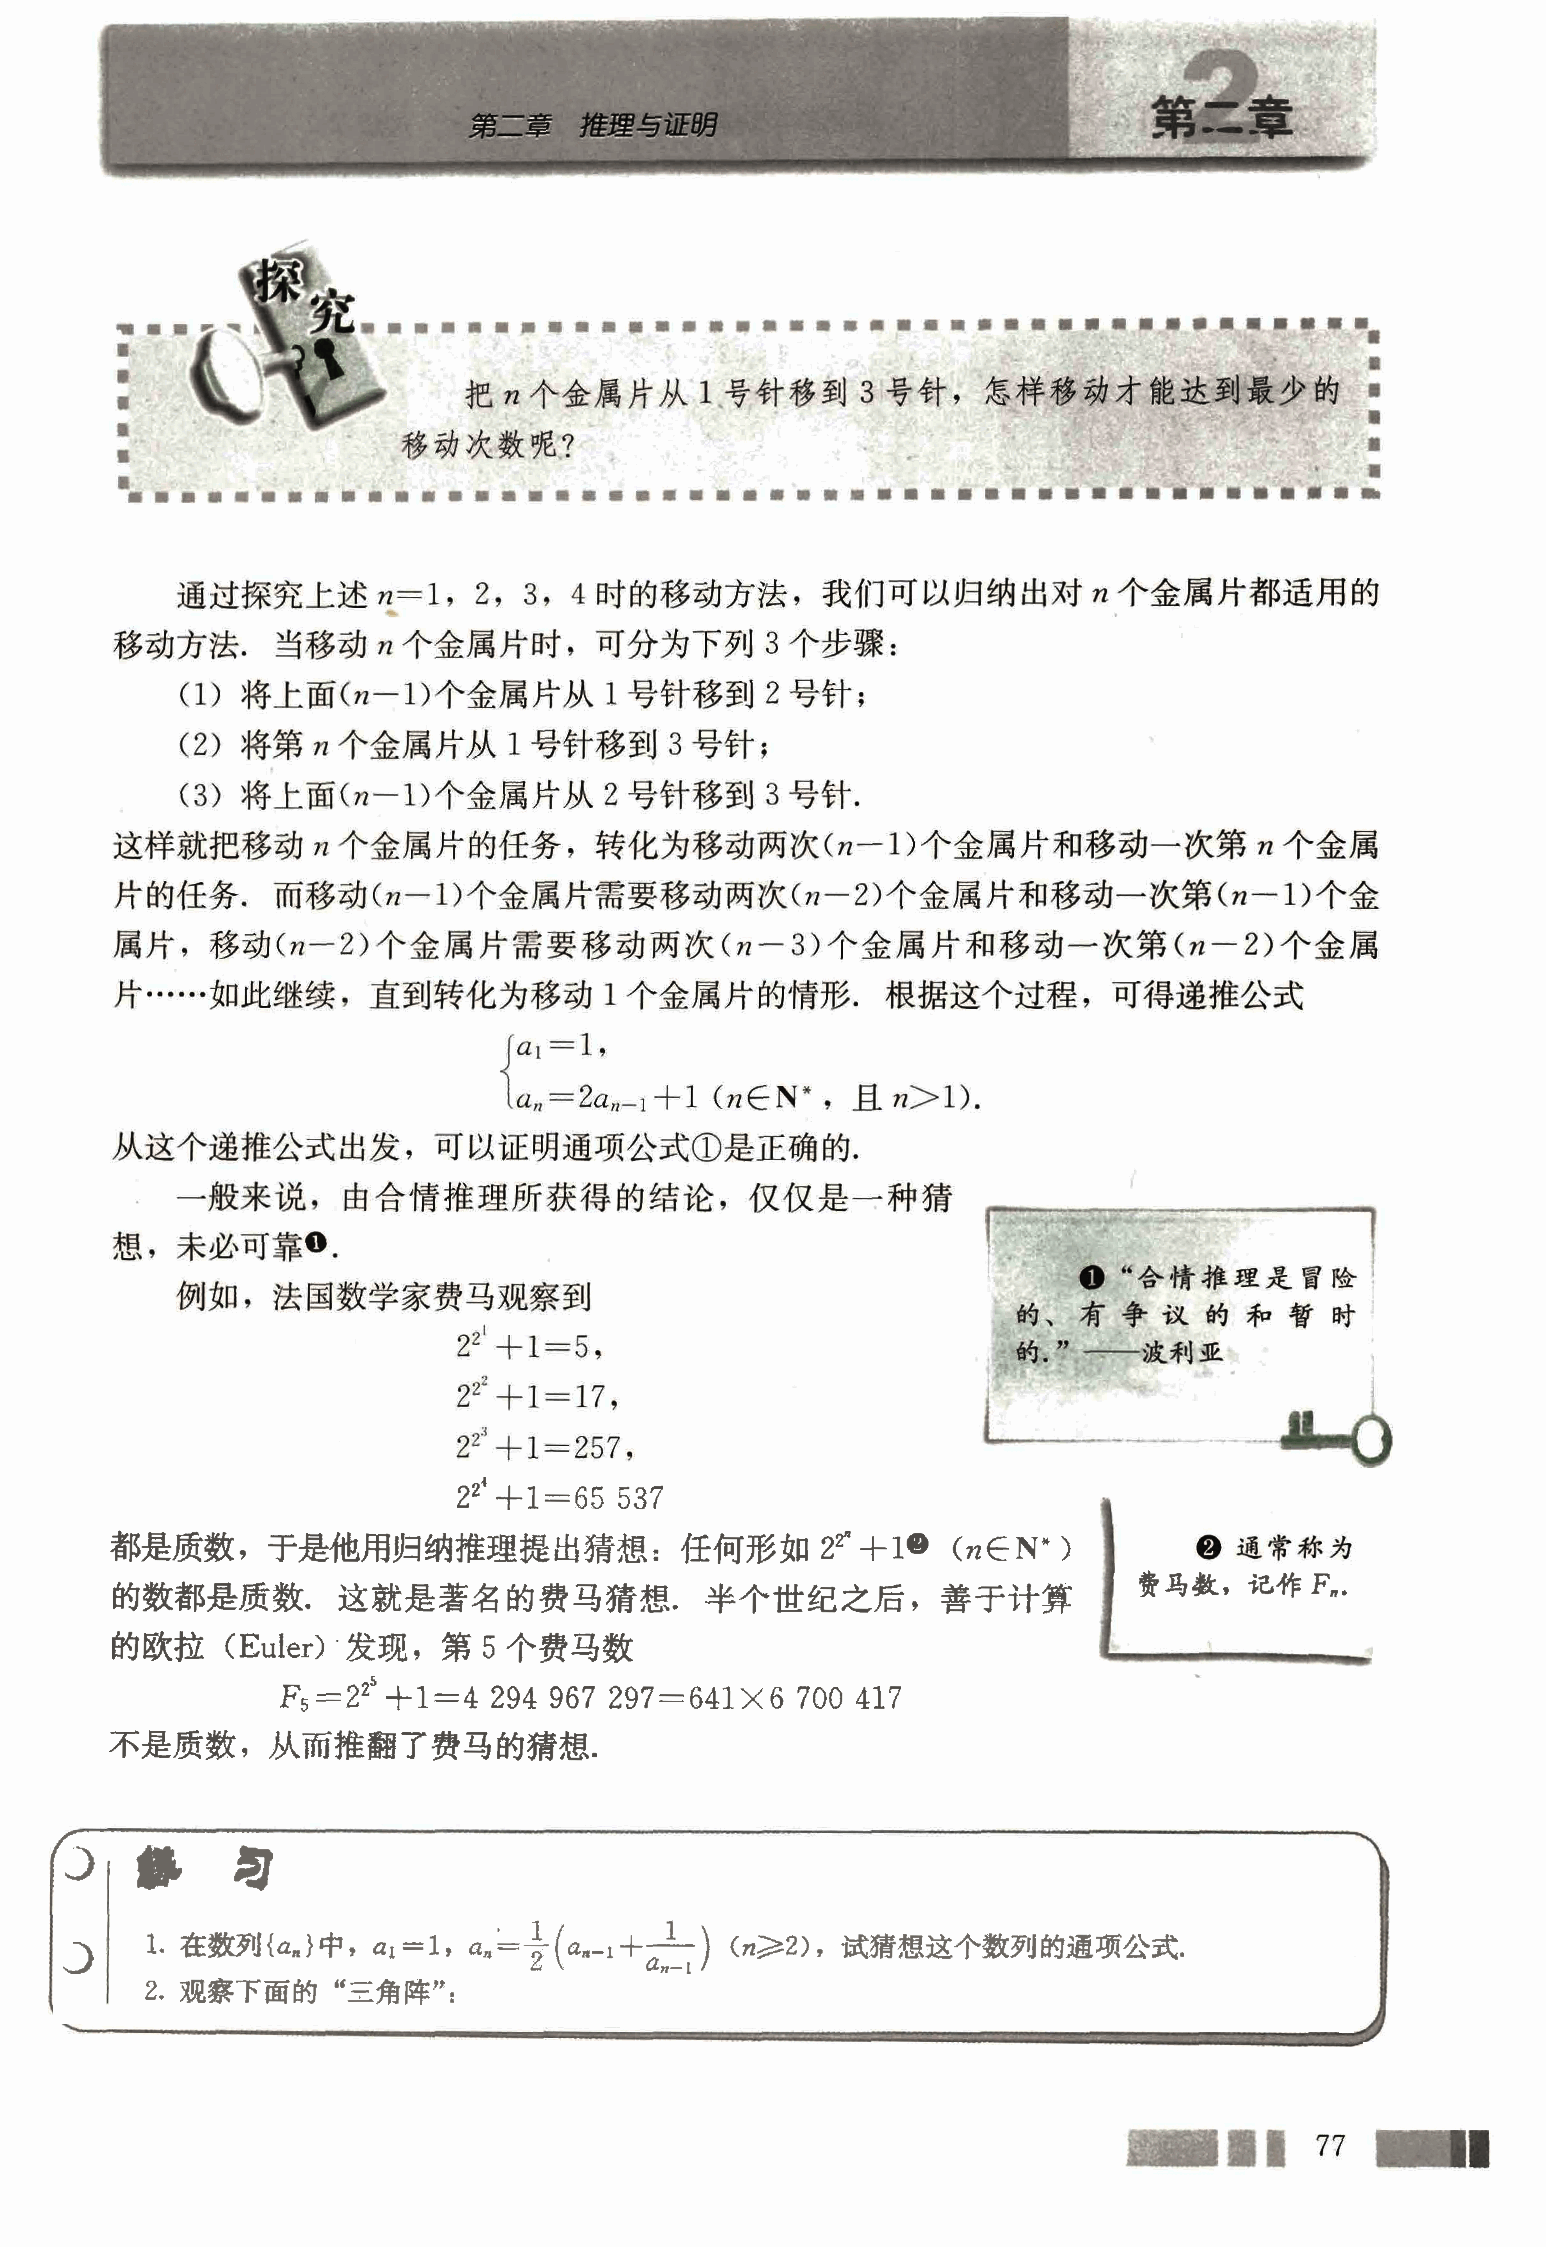 第二章 推理与证明
第二章
探究
把 n 个金属片从 1 号针移到 3 号针，怎样移动才能达到最少的
移动次数呢？
通过探究上述 n=1，2，3，4 时的移动方法，我们可以归纳出对 n 个金属片都适用的
移动方法．当移动 n 个金属片时，可分为下列 3 个步骤：
（1）将上面(n－1)个金属片从 1 号针移到 2 号针；
（2）将第 n 个金属片从 1 号针移到 3 号针；
（3）将上面(n－1)个金属片从 2 号针移到 3 号针．
这样就把移动 n 个金属片的任务，转化为移动两次(n－1)个金属片和移动一次第 n 个金属
片的任务．而移动(n－1)个金属片需要移动两次(n－2)个金属片和移动一次第(n－1)个金
属片，移动(n－2)个金属片需要移动两次(n－3)个金属片和移动一次第(n－2)个金属
片……如此继续，直到转化为移动 1 个金属片的情形．根据这个过程，可得递推公式
{a₁=1，
aₙ=2aₙ₋₁+1（n∈N*，且 n>1）．
从这个递推公式出发，可以证明通项公式①是正确的．
一般来说，由合情推理所获得的结论，仅仅是一种猜
想，未必可靠❶．
例如，法国数学家费马观察到
2^{2^1}+1=5，
2^{2^2}+1=17，
2^{2^3}+1=257，
2^{2^4}+1=65 537
都是质数，于是他用归纳推理提出猜想：任何形如 2^{2^n}+1❷（n∈N*）
的数都是质数．这就是著名的费马猜想．半个世纪之后，善于计算
的欧拉（Euler）发现，第 5 个费马数
F₅=2^{2^5}+1=4 294 967 297=641×6 700 417
不是质数，从而推翻了费马的猜想．
❶“合情推理是冒险
的、有争议的和暂时
的．”——波利亚
❷ 通常称为
费马数，记作 Fₙ．
练 习
1. 在数列{aₙ}中，a₁=1，aₙ=\frac{1}{2}(aₙ₋₁+\frac{1}{aₙ₋₁})（n≥2），试猜想这个数列的通项公式．
2. 观察下面的“三角阵”：
77